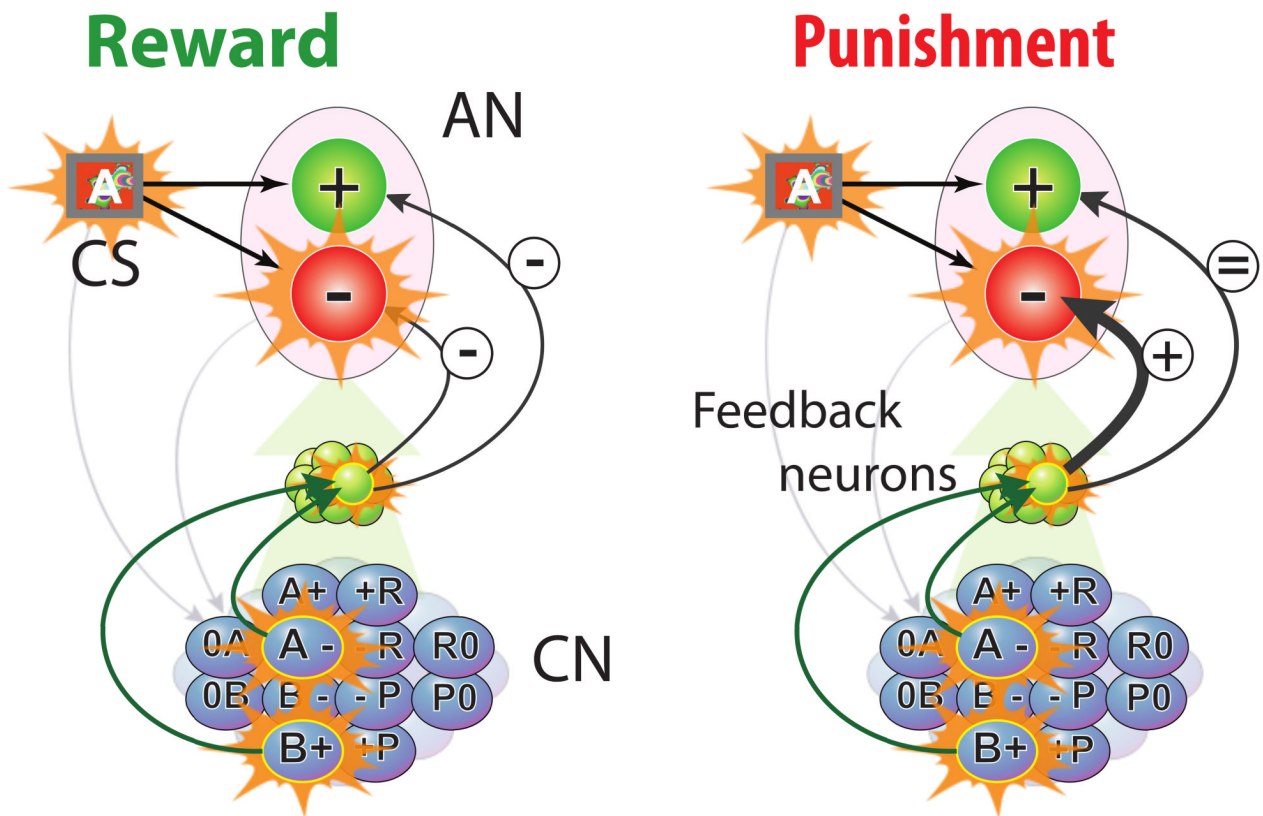 Reward
Punishment
AN
A
CS
+
-
-
-
A+
+R
0A
A -
- R
R0
0B
B -
- P
P0
B+
+P
CN
A
+
-
=
+
Feedback
neurons
A+
+R
0A
A -
- R
R0
0B
B -
- P
P0
B+
+P